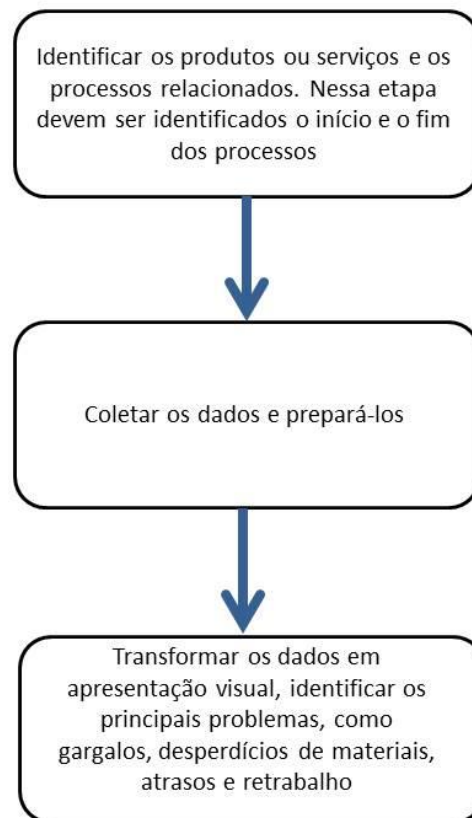 Identificar os produtos ou serviços e os
processos relacionados. Nessa etapa
devem ser identificados o início e o fim
dos processos
Coletar os dados e prepará-los
Transformar os dados em
apresentação visual, identificar os
principais problemas, como
gargalos, desperdícios de materiais,
atrasos e retrabalho